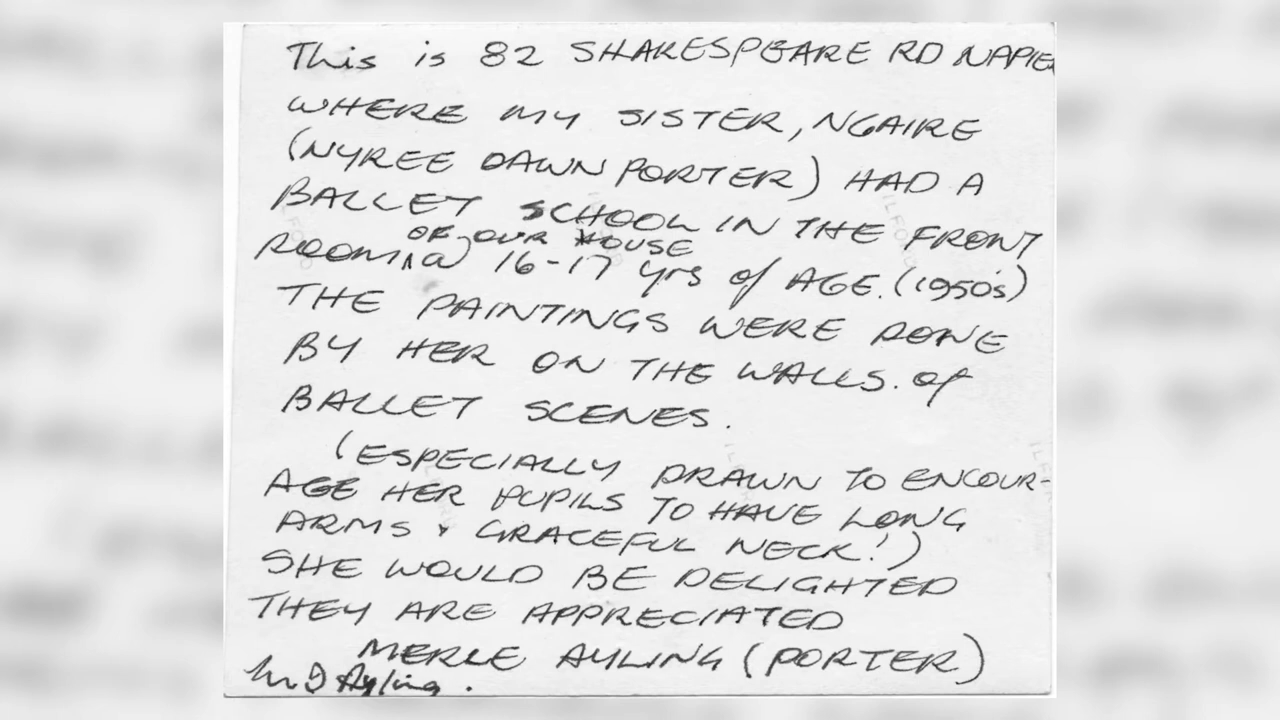 This is 82 SHAKESPEARE RD NAPIER
WHERE MY SISTER, NGAIRE
(NYREE DAWN PORTER) HAD A
BALLET SCHOOL IN THE FRONT
OF OUR HOUSE
ROOM ^ @ 16-17 yrs of AGE. (1950's)
THE PAINTINGS WERE DONE
BY HER ON THE WALLS. of
BALLET SCENES.
(ESPECIALLY DRAWN TO ENCOUR-
AGE HER PUPILS TO HAVE LONG
ARMS & GRACEFUL NECK!)
SHE WOULD BE DELIGHTED
THEY ARE APPRECIATED
MERLE AYLING (PORTER)
M D Ayling.
ILFORD